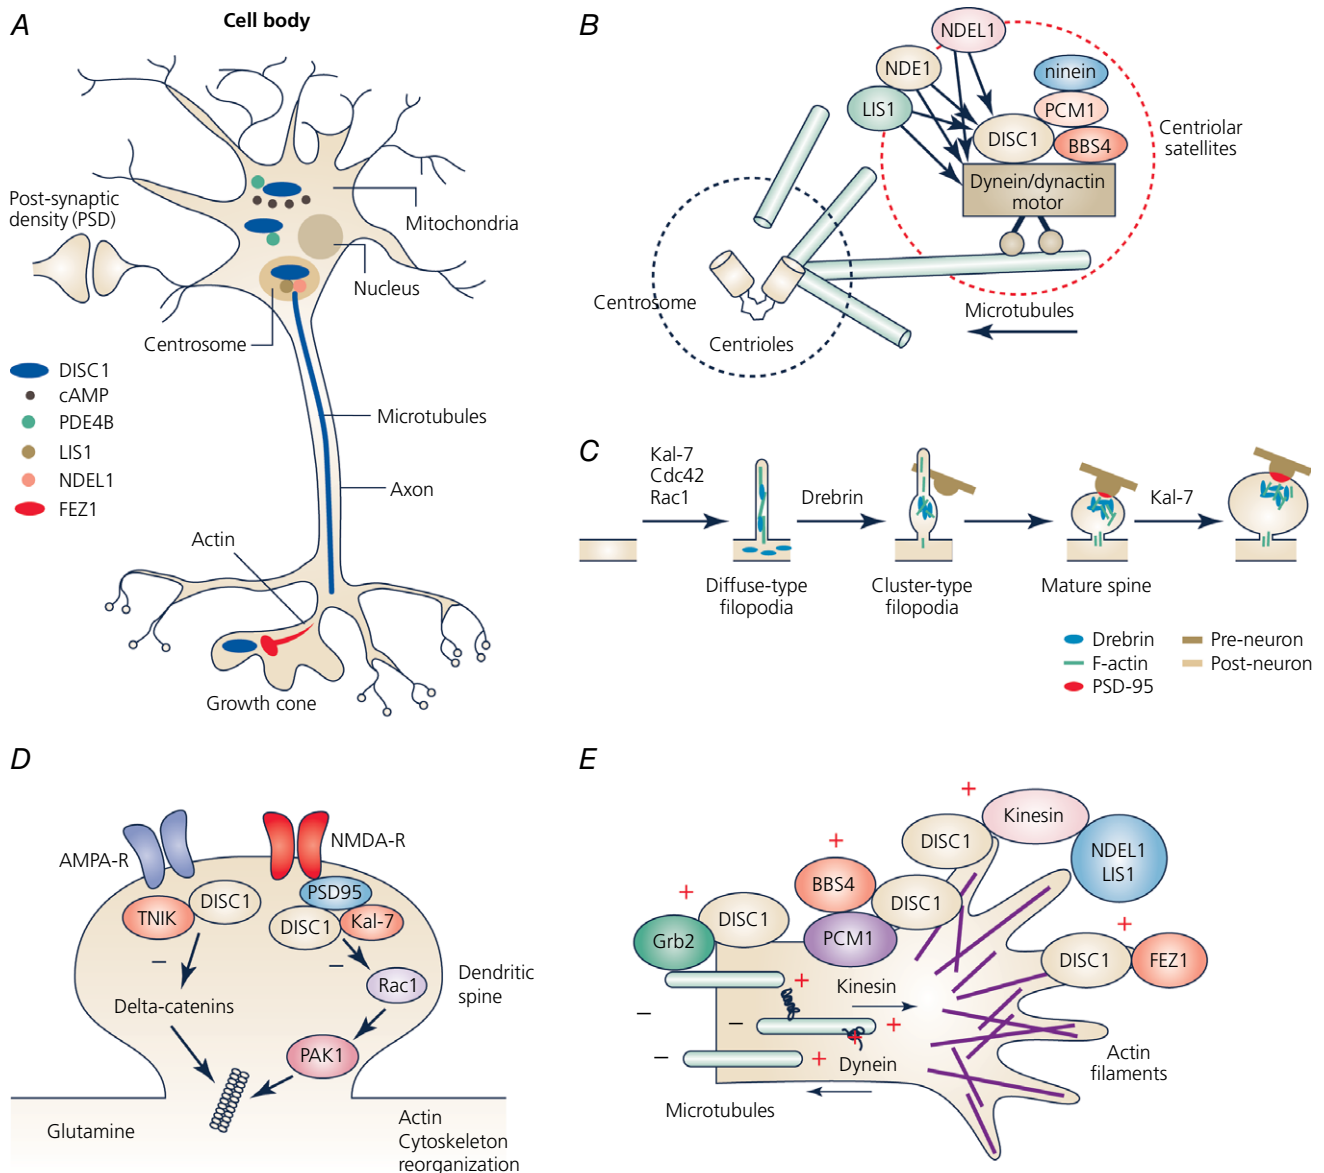 A
Cell body
Post-synaptic
density (PSD)
Mitochondria
Nucleus
Centrosome
DISC1
cAMP
PDE4B
LIS1
NDEL1
FEZ1
Microtubules
Axon
Actin
Growth cone
B
NDEL1
NDE1
LIS1
ninein
PCM1
DISC1
BBS4
Centriolar
satellites
Dynein/dynactin
motor
Centrosome
Centrioles
Microtubules
C
Kal-7
Cdc42
Rac1
Drebrin
Kal-7
Diffuse-type
filopodia
Cluster-type
filopodia
Mature spine
Drebrin
F-actin
PSD-95
Pre-neuron
Post-neuron
D
AMPA-R
NMDA-R
TNIK
DISC1
PSD95
DISC1
Kal-7
–
–
Rac1
Delta-catenins
PAK1
Dendritic
spine
Glutamine
Actin
Cytoskeleton
reorganization
E
+
Kinesin
DISC1
NDEL1
LIS1
+
BBS4
DISC1
PCM1
+
DISC1
Grb2
+
DISC1
FEZ1
+
Kinesin
–
–
+
+
–
+
Dynein
Microtubules
Actin
filaments